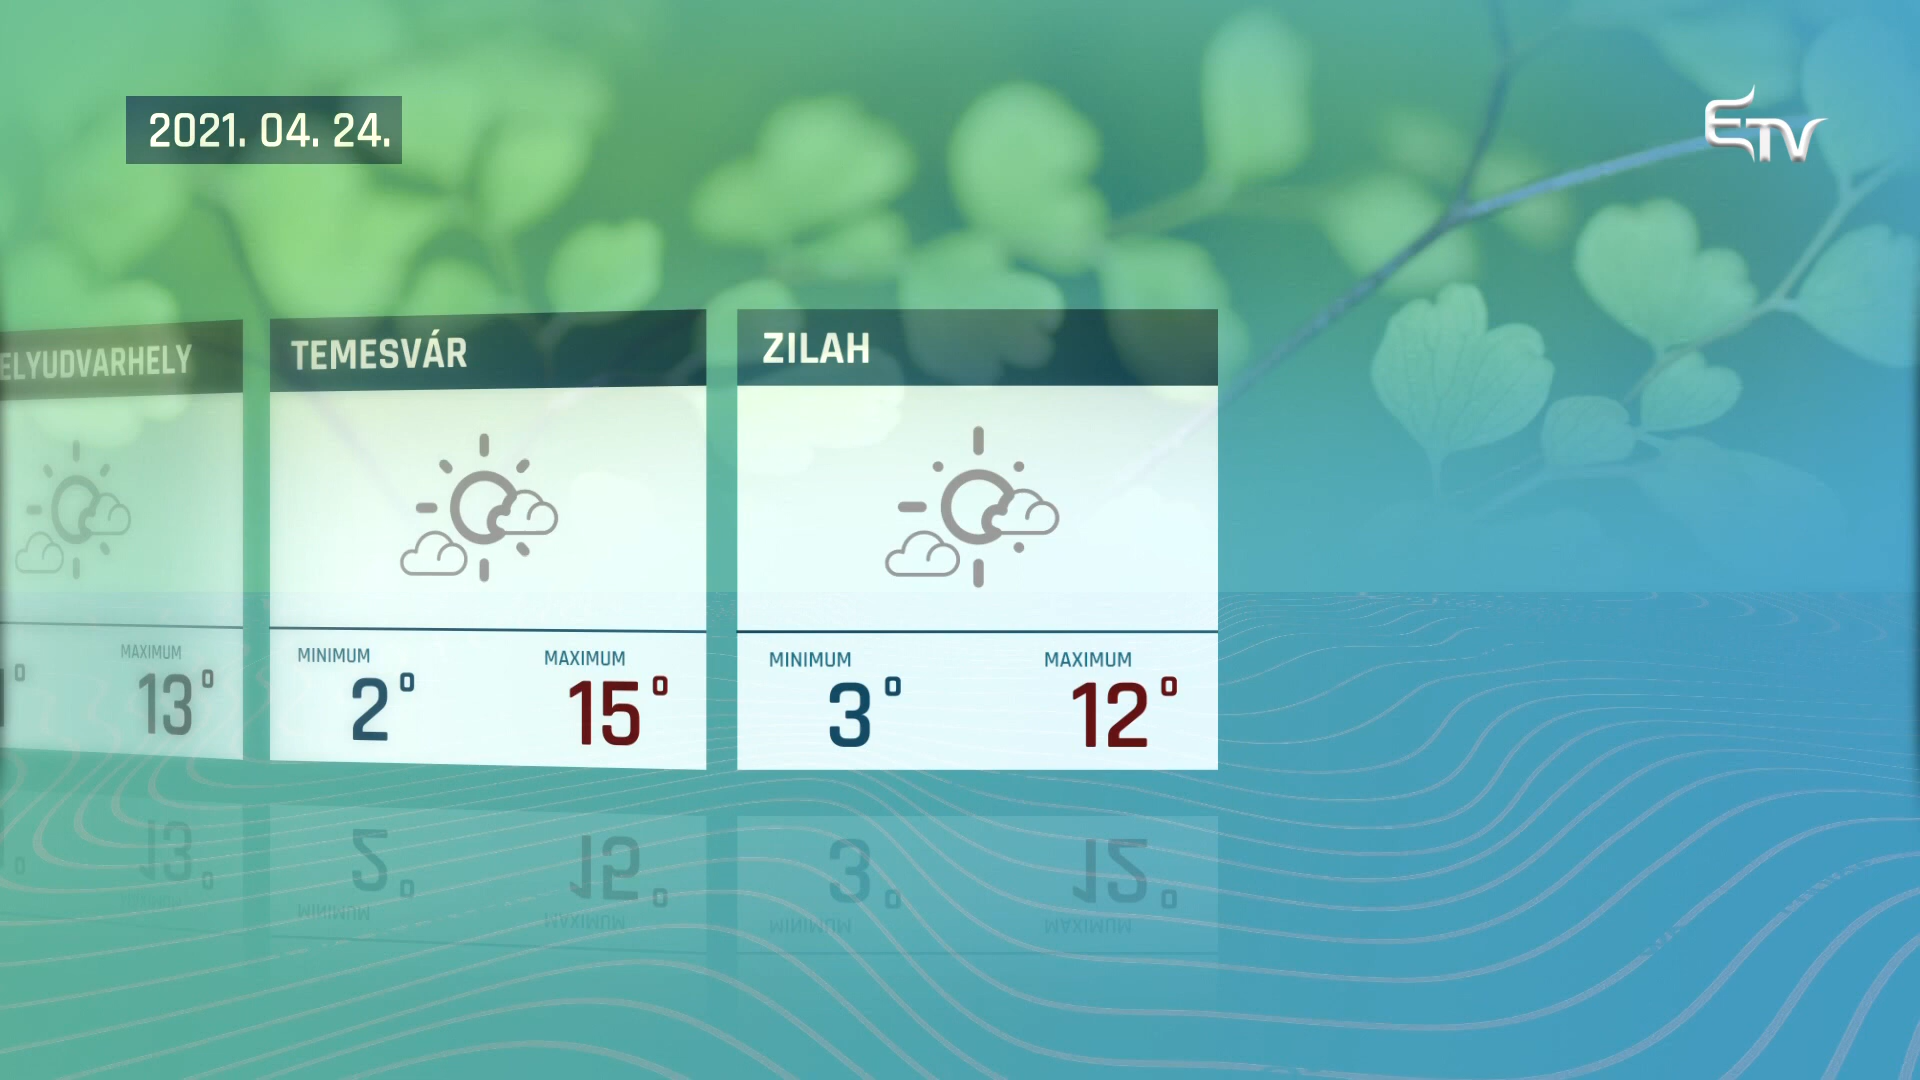 2021. 04. 24.
ETV
ELYUDVARHELY
MAXIMUM
13°
TEMESVÁR
MINIMUM MAXIMUM
2° 15°
ZILAH
MINIMUM MAXIMUM
3° 12°